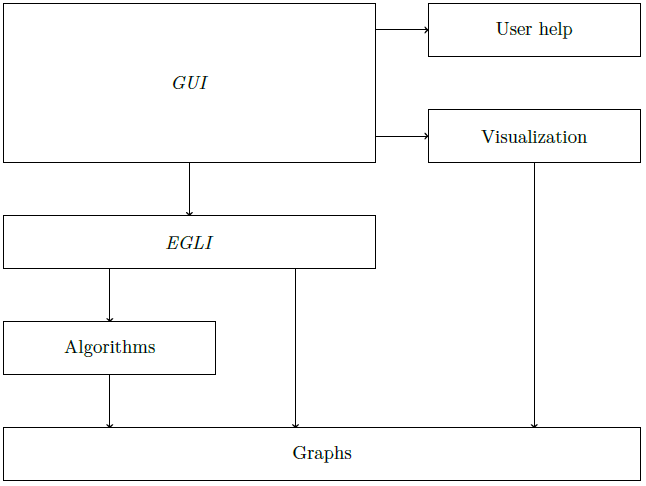 User help
GUI
Visualization
EGLI
Algorithms
Graphs